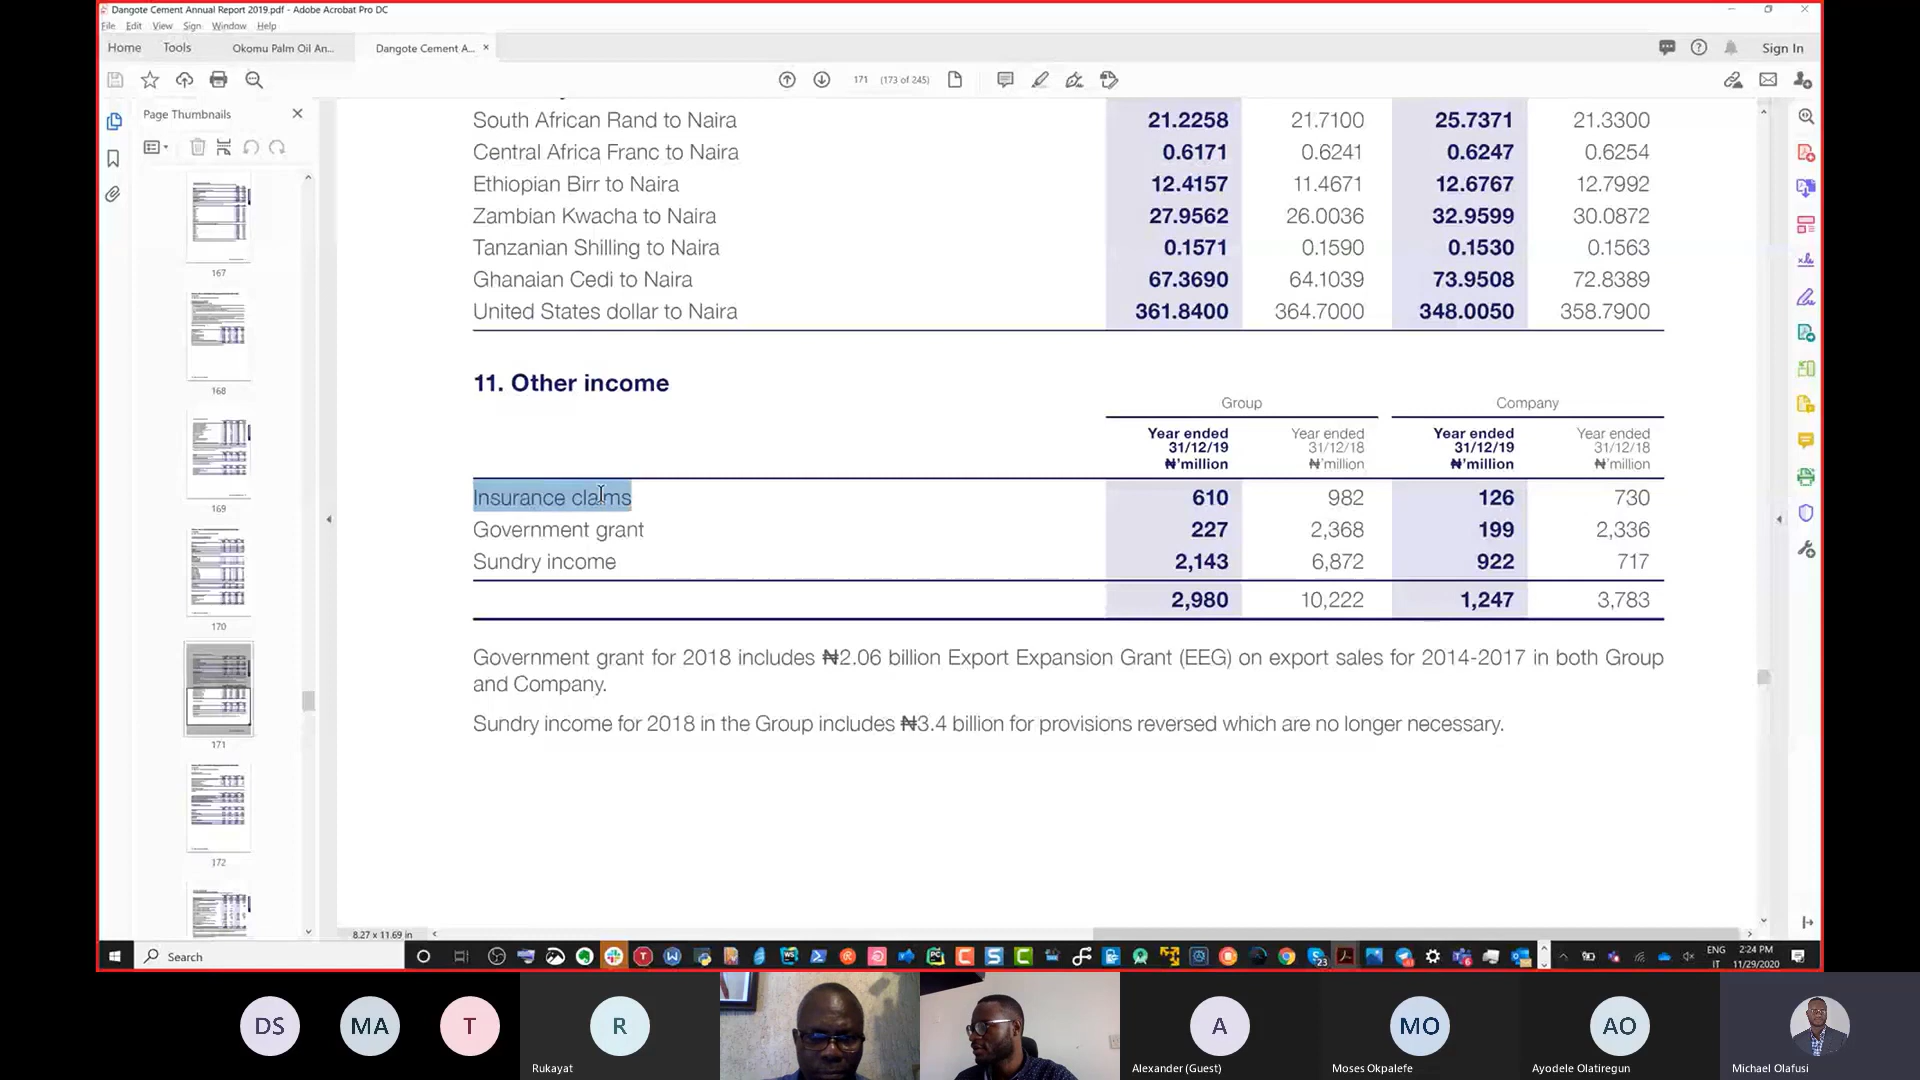 Dangote Cement Annual Report 2019.pdf - Adobe Acrobat Pro DC
File Edit View Sign Window Help
Home Tools Okomu Palm Oil An... Dangote Cement A... × Sign In
171 (173 of 245)
Page Thumbnails
167
168
169
170
171
172
South African Rand to Naira 21.2258 21.7100 25.7371 21.3300
Central Africa Franc to Naira 0.6171 0.6241 0.6247 0.6254
Ethiopian Birr to Naira 12.4157 11.4671 12.6767 12.7992
Zambian Kwacha to Naira 27.9562 26.0036 32.9599 30.0872
Tanzanian Shilling to Naira 0.1571 0.1590 0.1530 0.1563
Ghanaian Cedi to Naira 67.3690 64.1039 73.9508 72.8389
United States dollar to Naira 361.8400 364.7000 348.0050 358.7900
11. Other income
Group Company
Year ended Year ended Year ended Year ended
31/12/19 31/12/18 31/12/19 31/12/18
₦'million ₦'million ₦'million ₦'million
Insurance claims 610 982 126 730
Government grant 227 2,368 199 2,336
Sundry income 2,143 6,872 922 717
2,980 10,222 1,247 3,783
Government grant for 2018 includes ₦2.06 billion Export Expansion Grant (EEG) on export sales for 2014-2017 in both Group
and Company.
Sundry income for 2018 in the Group includes ₦3.4 billion for provisions reversed which are no longer necessary.
8.27 x 11.69 in
Search
23
ENG 2:24 PM
IT 11/29/2020
DS MA T R A MO AO
Rukayat Alexander (Guest) Moses Okpalefe Ayodele Olatiregun Michael Olafusi